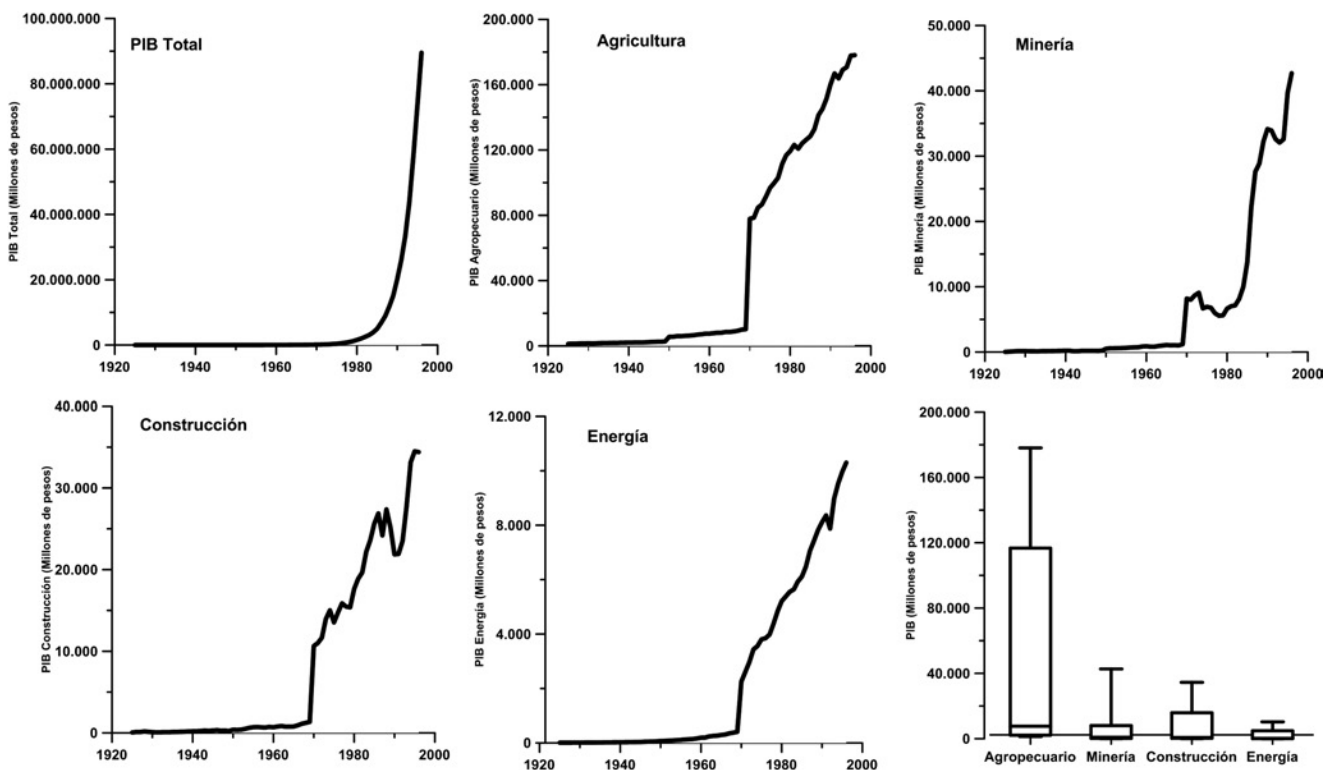 PIB Total
PIB Total (Millones de pesos)
100.000.000
80.000.000
60.000.000
40.000.000
20.000.000
0
1920 1940 1960 1980 2000
Agricultura
PIB Agropecuario (Millones de pesos)
200.000
160.000
120.000
80.000
40.000
0
1920 1940 1960 1980 2000
Minería
PIB Minería (Millones de pesos)
50.000
40.000
30.000
20.000
10.000
0
1920 1940 1960 1980 2000
Construcción
PIB Construcción (Millones de pesos)
40.000
30.000
20.000
10.000
0
1920 1940 1960 1980 2000
Energía
PIB Energía (Millones de pesos)
12.000
8.000
4.000
0
1920 1940 1960 1980 2000
PIB (Millones de pesos)
200.000
160.000
120.000
80.000
40.000
0
Agropecuario Minería Construcción Energía